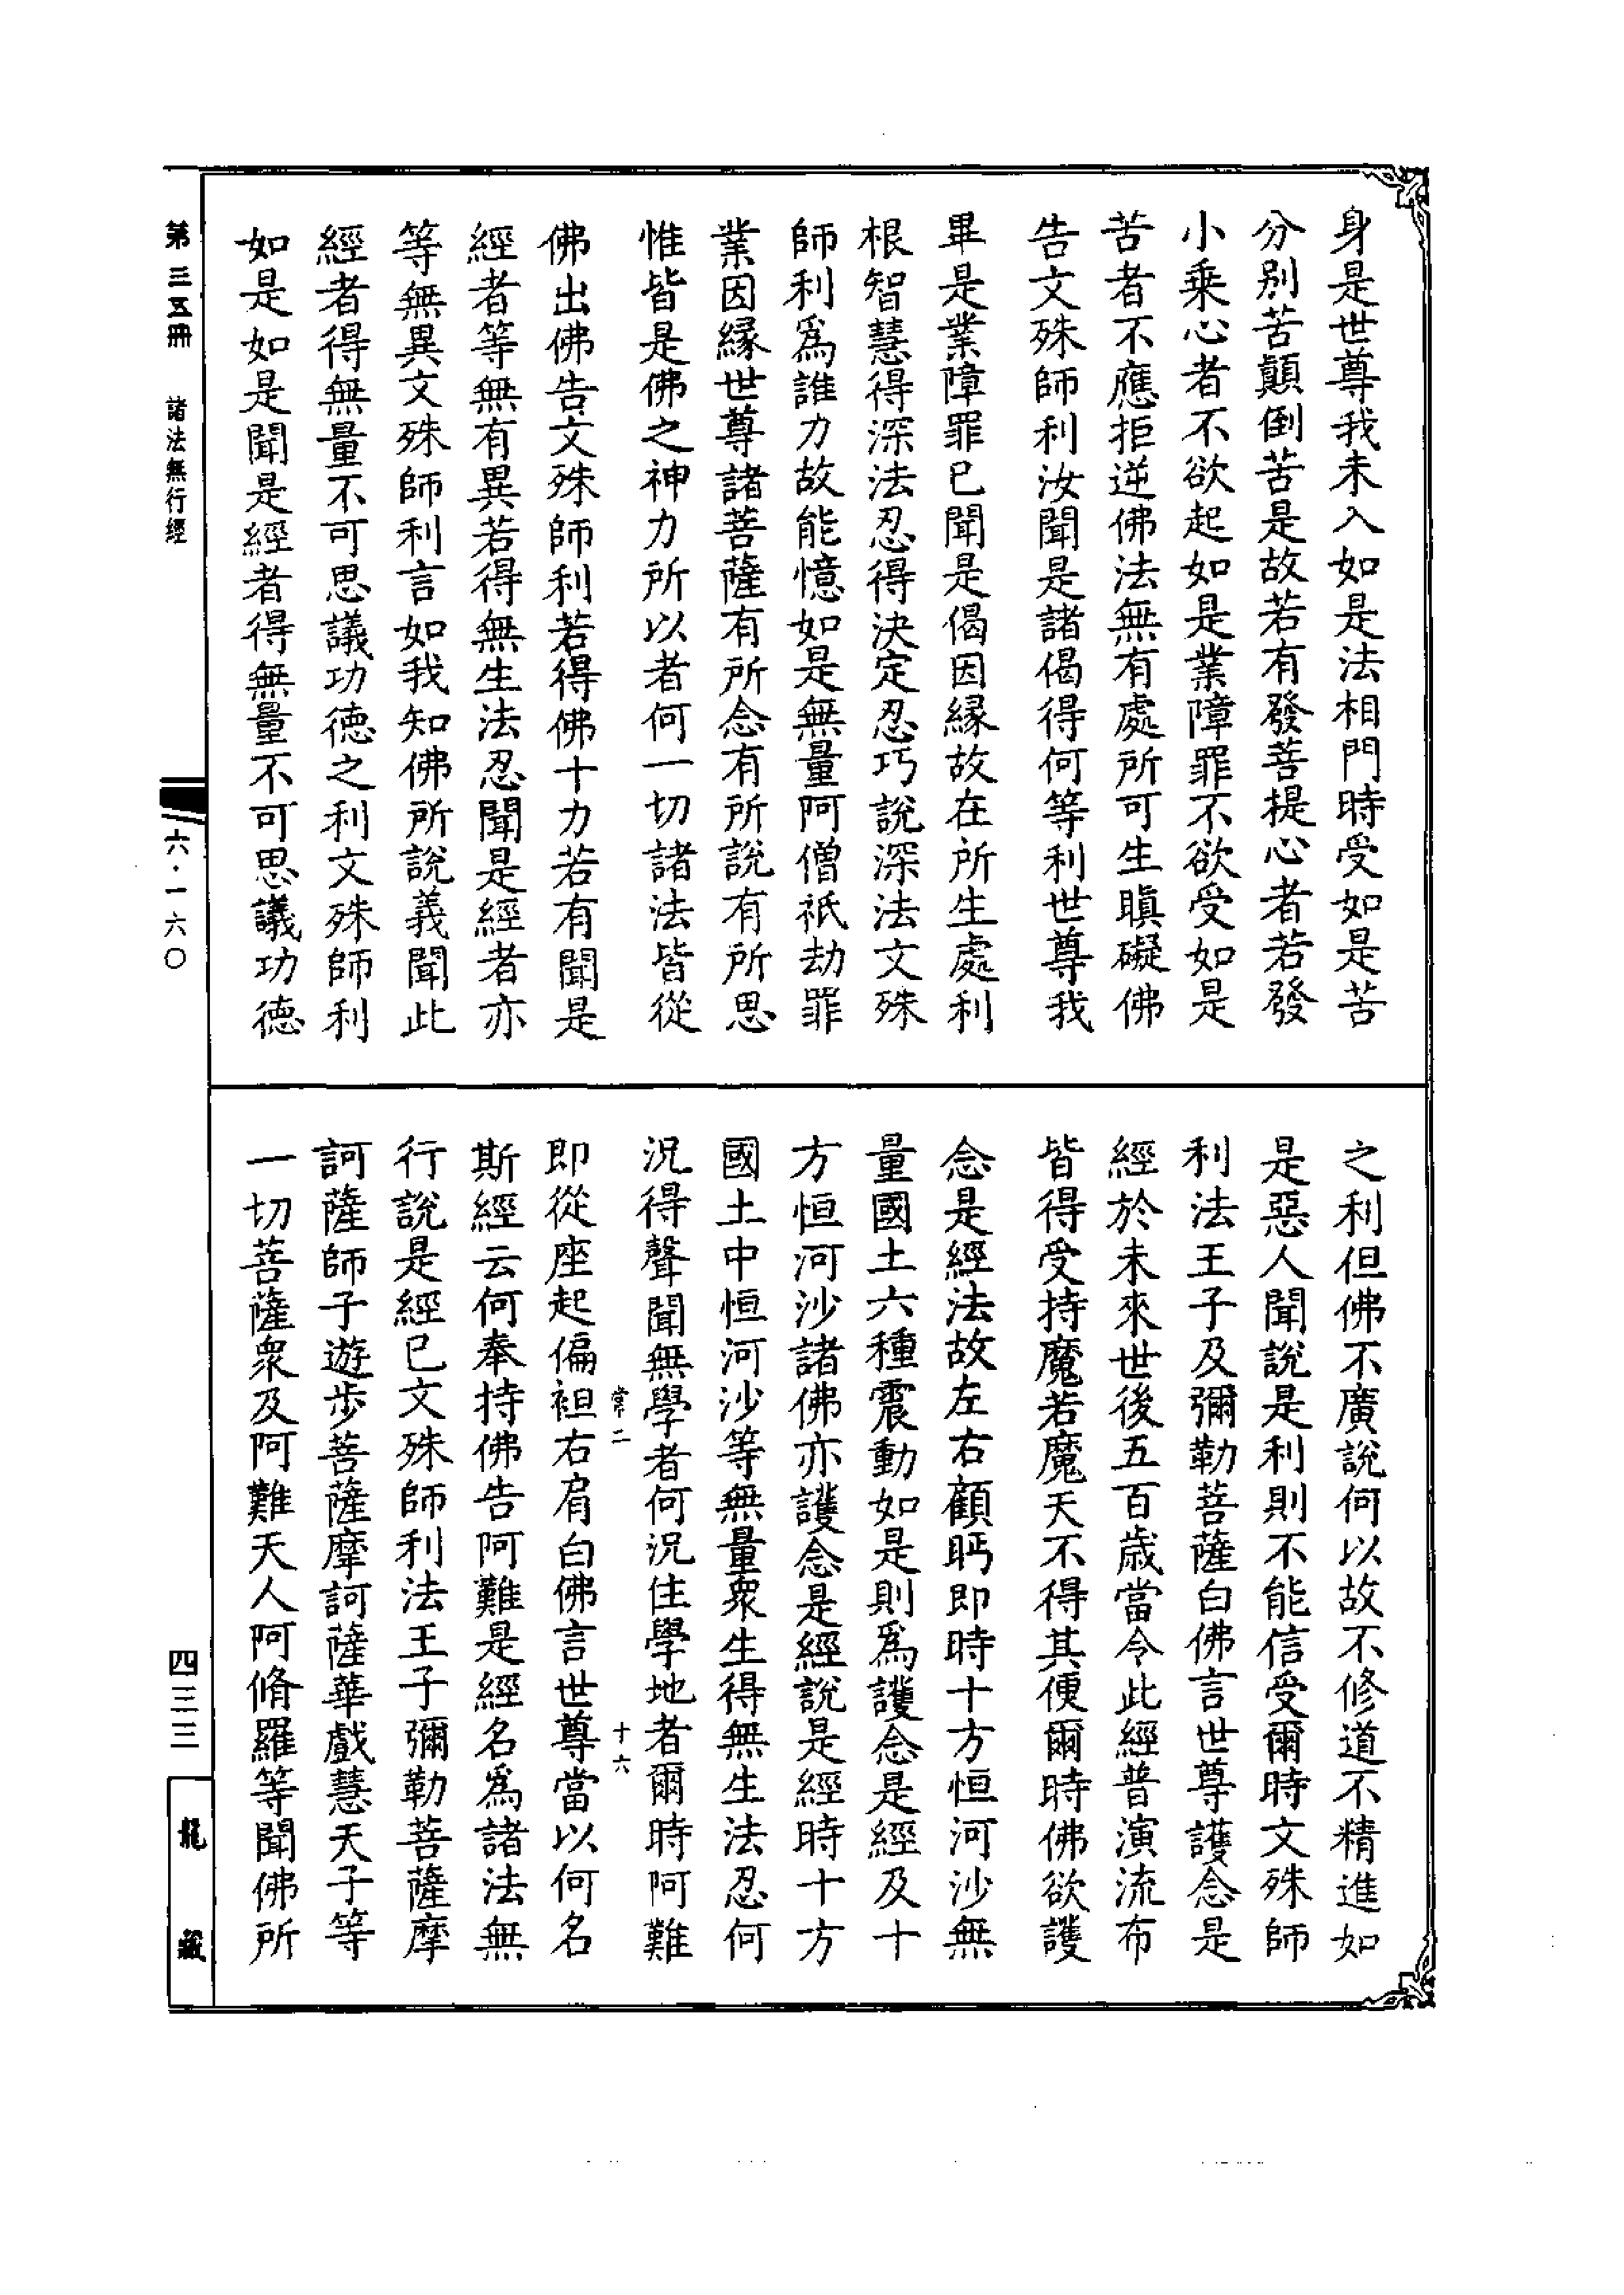 身是世尊我未入如是法相門時受如是苦
分別苦顛倒苦是故若有發菩提心者若發
小乘心者不欲起如是業障罪不欲受如是
苦者不應拒逆佛法無有處所可生瞋礙佛
告文殊師利汝聞是諸偈得何等利世尊我
畢是業障罪已聞是偈因緣故在所生處利
根智慧得深法忍得決定忍巧說深法文殊
師利為誰力故能憶如是無量阿僧祇劫罪
業因緣世尊諸菩薩有所念有所說有所思
惟皆是佛之神力所以者何一切諸法皆從
佛出佛告文殊師利若得佛十力若有聞是
經者等無有異若得無生法忍聞是經者亦
等無異文殊師利言如我知佛所說義聞此
經者得無量不可思議功德之利文殊師利
如是如是聞是經者得無量不可思議功德
之利但佛不廣說何以故不修道不精進如
是惡人聞說是利則不能信受爾時文殊師
利法王子及彌勒菩薩白佛言世尊護念是
經於未來世後五百歲當令此經普演流布
皆得受持魔若魔天不得其便爾時佛欲護
念是經法故左右顧眄即時十方恒河沙無
量國土六種震動如是則為護念是經及十
方恒河沙諸佛亦護念是經說是經時十方
國土中恒河沙等無量眾生得無生法忍何
況得聲聞無學者何況住學地者爾時阿難
常二
十六
即從座起偏袒右肩白佛言世尊當以何名
斯經云何奉持佛告阿難是經名為諸法無
行說是經已文殊師利法王子彌勒菩薩摩
訶薩師子遊步菩薩摩訶薩華戲慧天子等
一切菩薩眾及阿難天人阿脩羅等聞佛所
第三五冊 諸法無行經
六·一六〇
四三三
龍藏